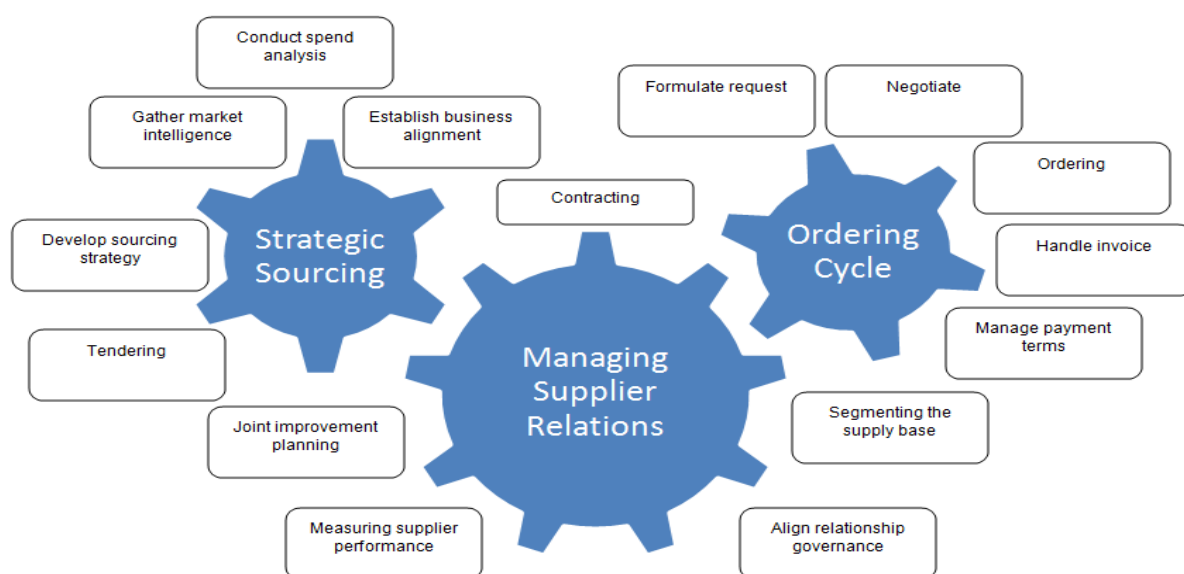 Conduct spend
analysis
Gather market
intelligence
Establish business
alignment
Develop sourcing
strategy
Tendering
Strategic
Sourcing
Formulate request
Negotiate
Ordering
Handle invoice
Manage payment
terms
Ordering
Cycle
Contracting
Managing
Supplier
Relations
Joint improvement
planning
Measuring supplier
performance
Segmenting the
supply base
Align relationship
governance